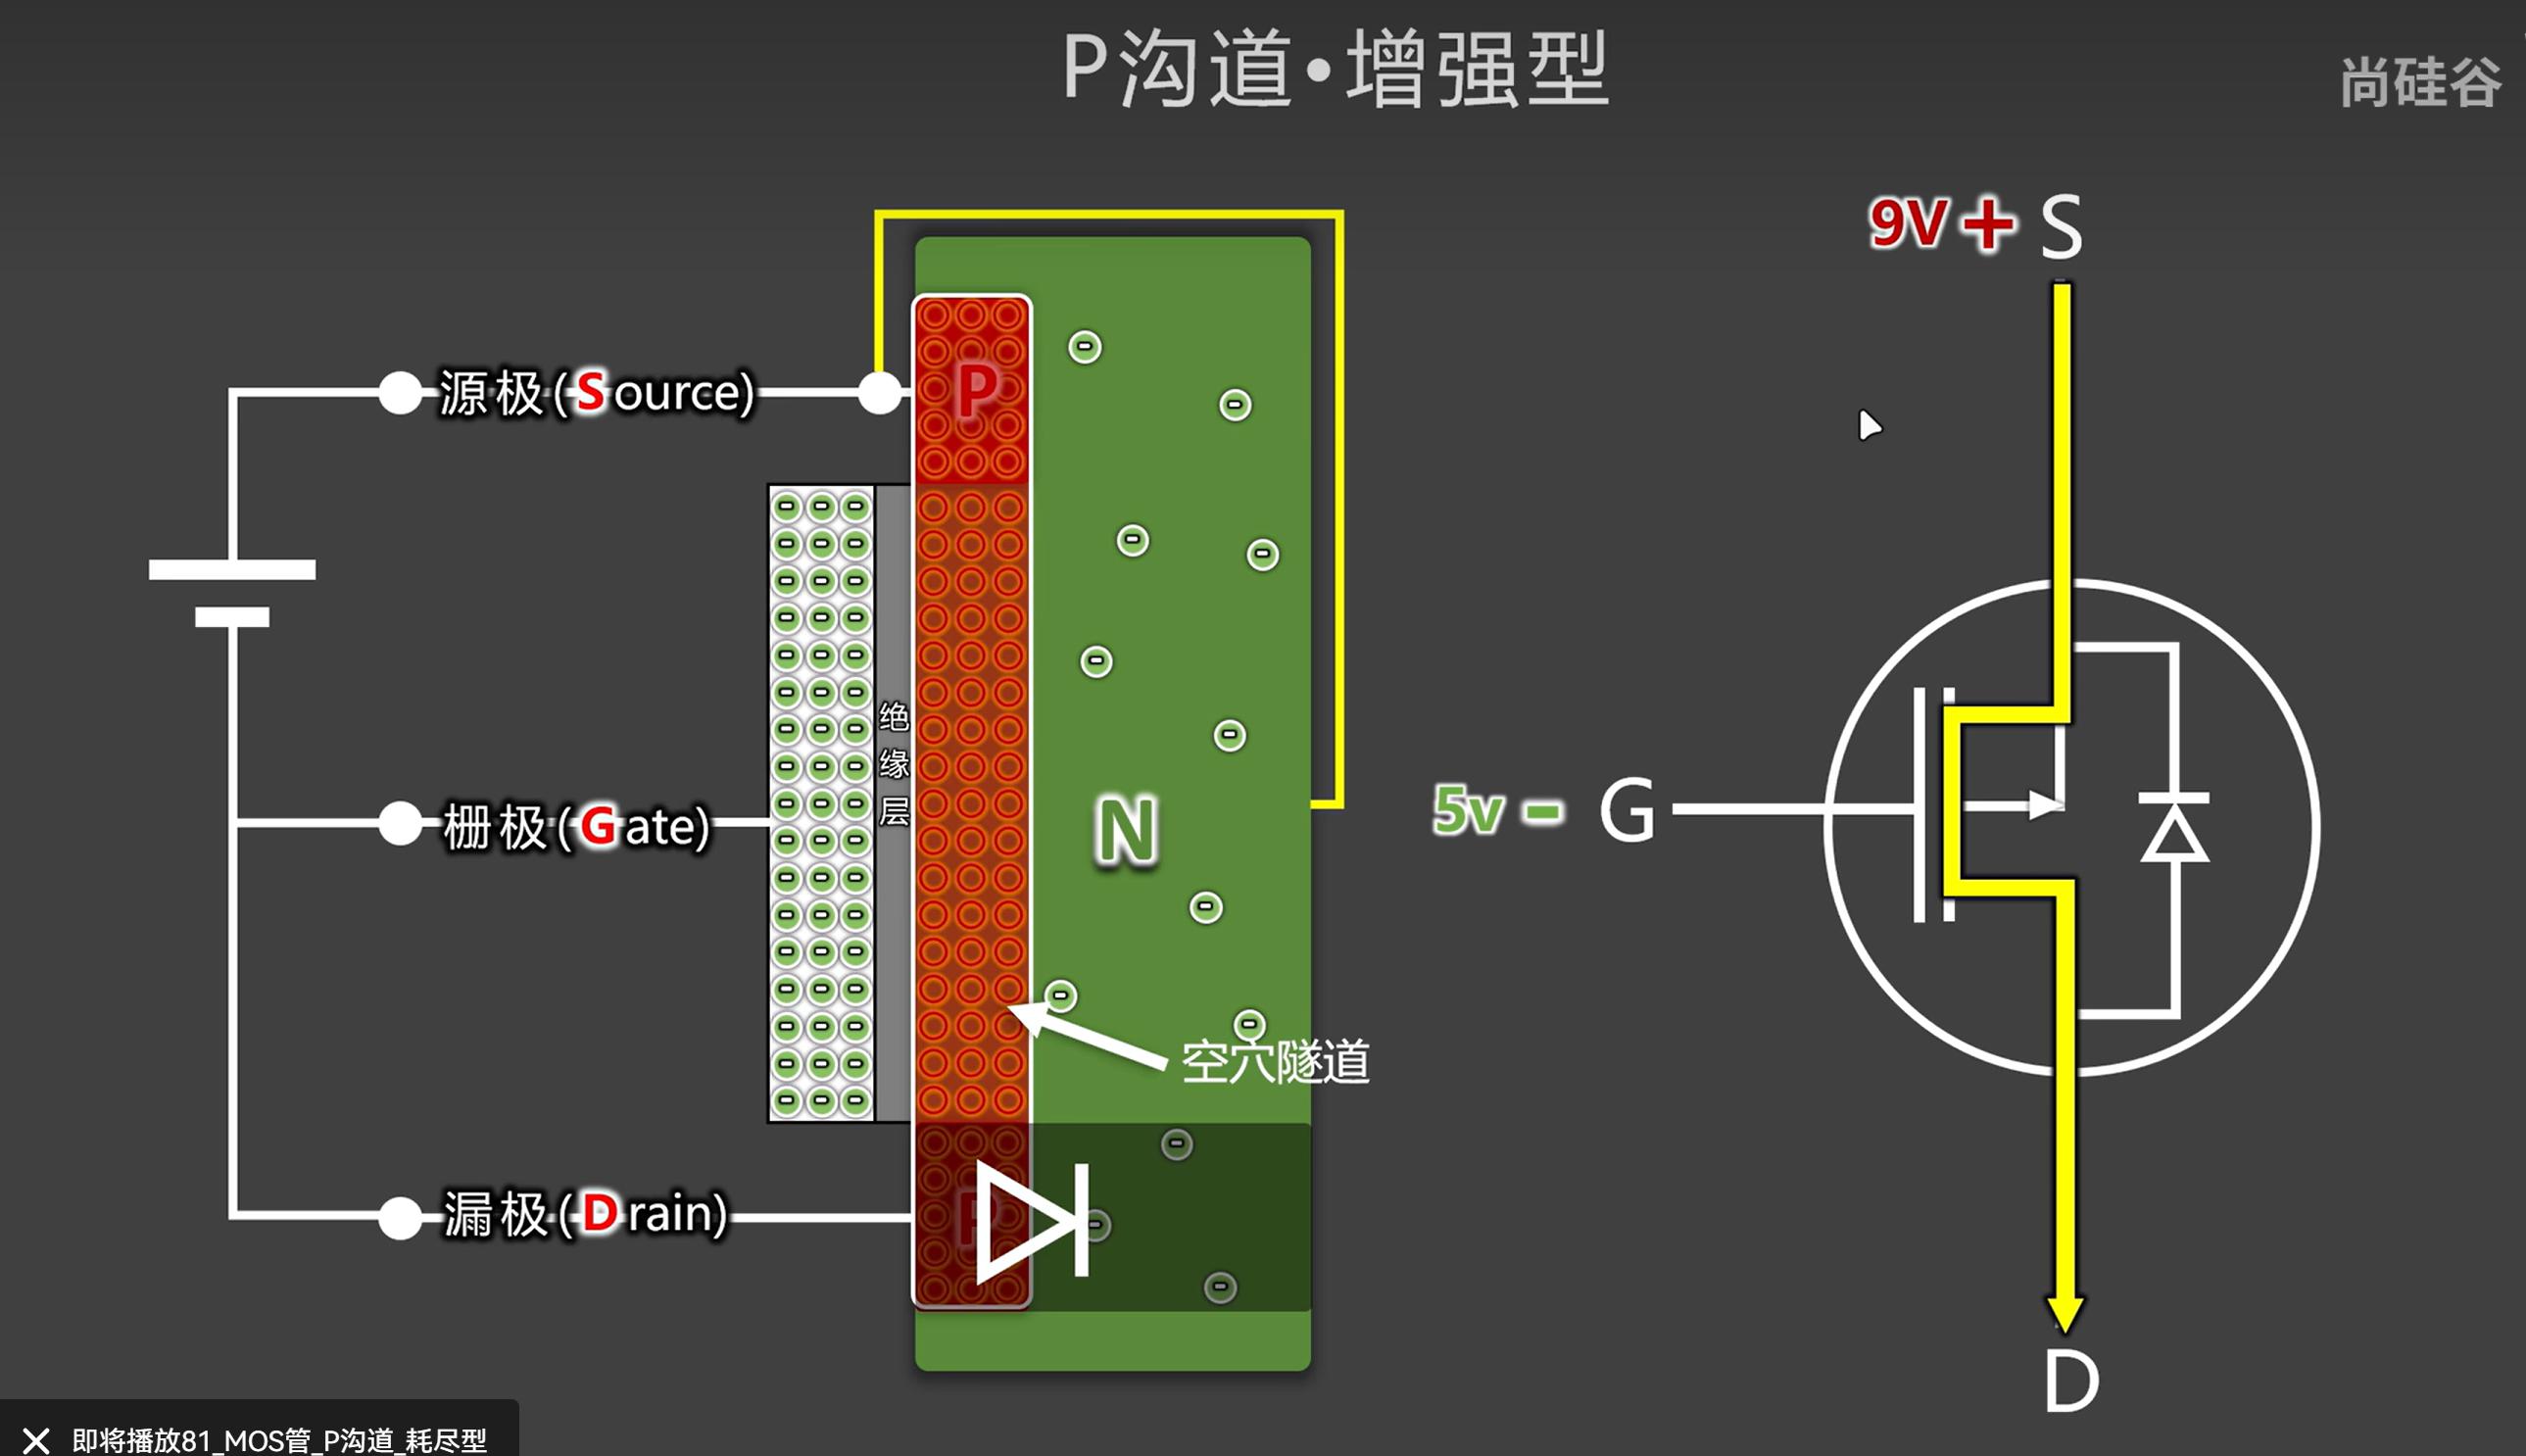 P沟道•增强型
尚硅谷
9V+ S
源极(Source)
P
绝缘层
N
5v - G
栅极(Gate)
空穴隧道
漏极(Drain)
P
D
即将播放81_MOS管_P沟道_耗尽型